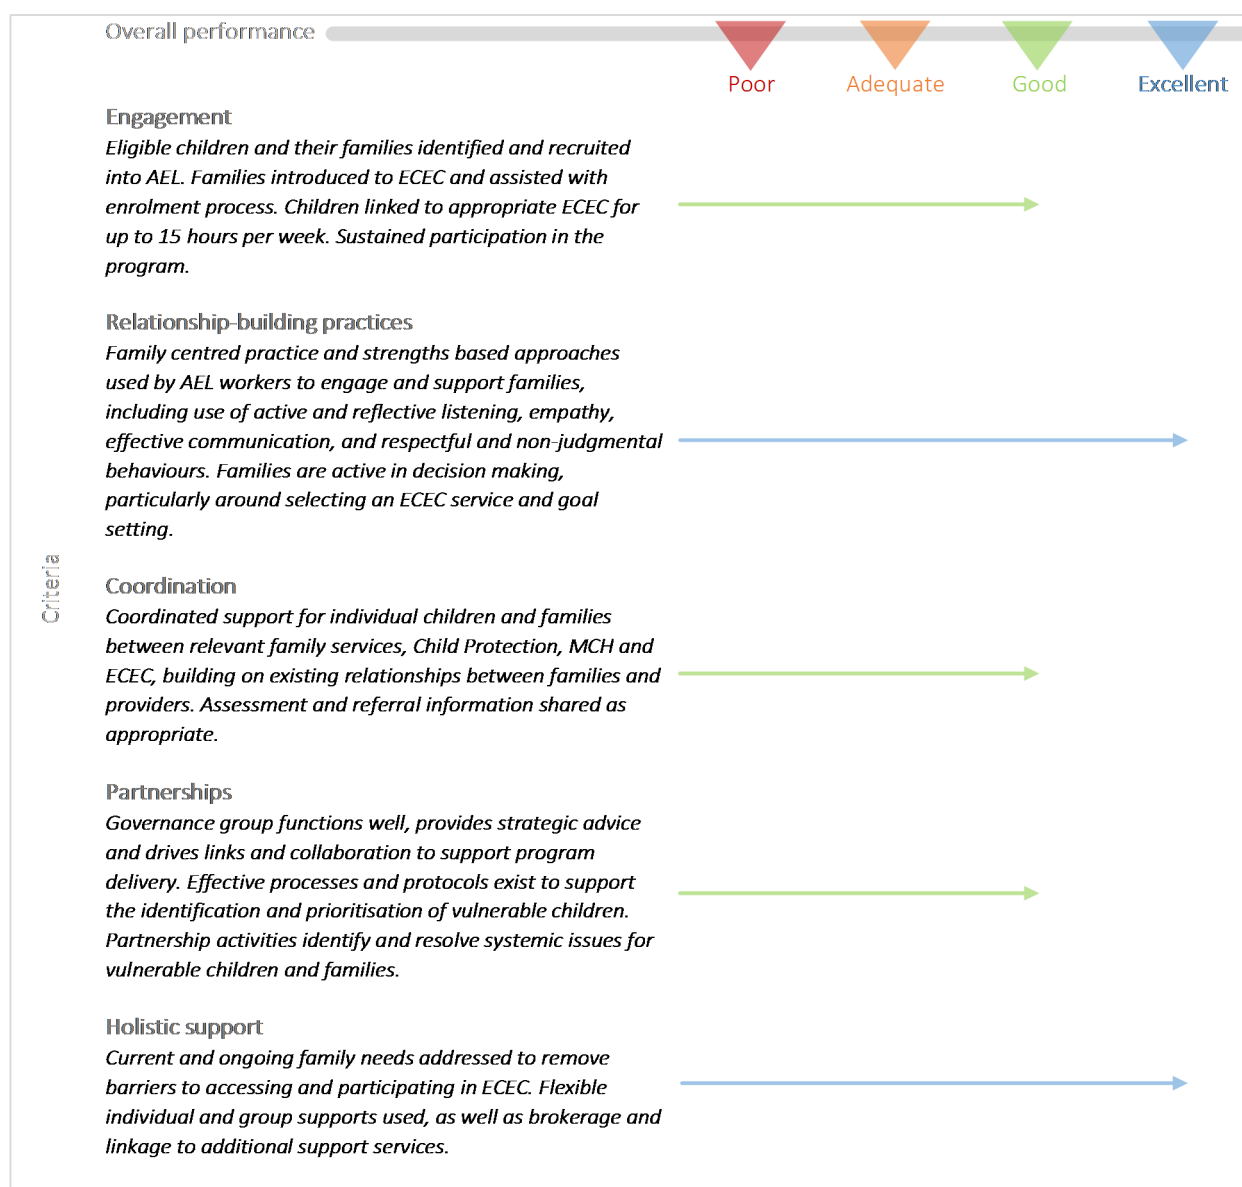 Overall performance
Poor
Adequate
Good
Excellent
Criteria
Engagement
Eligible children and their families identified and recruited
into AEL. Families introduced to ECEC and assisted with
enrolment process. Children linked to appropriate ECEC for
up to 15 hours per week. Sustained participation in the
program.
Relationship-building practices
Family centred practice and strengths based approaches
used by AEL workers to engage and support families,
including use of active and reflective listening, empathy,
effective communication, and respectful and non-judgmental
behaviours. Families are active in decision making,
particularly around selecting an ECEC service and goal
setting.
Coordination
Coordinated support for individual children and families
between relevant family services, Child Protection, MCH and
ECEC, building on existing relationships between families and
providers. Assessment and referral information shared as
appropriate.
Partnerships
Governance group functions well, provides strategic advice
and drives links and collaboration to support program
delivery. Effective processes and protocols exist to support
the identification and prioritisation of vulnerable children.
Partnership activities identify and resolve systemic issues for
vulnerable children and families.
Holistic support
Current and ongoing family needs addressed to remove
barriers to accessing and participating in ECEC. Flexible
individual and group supports used, as well as brokerage and
linkage to additional support services.